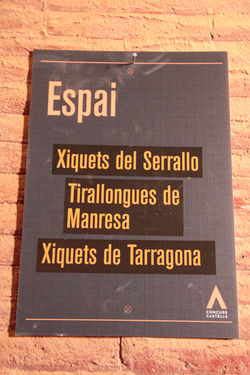 Espai
Xiquets del Serrallo
Tirallongues de
Manresa
Xiquets de Tarragona
CONCURS
CASTELLS